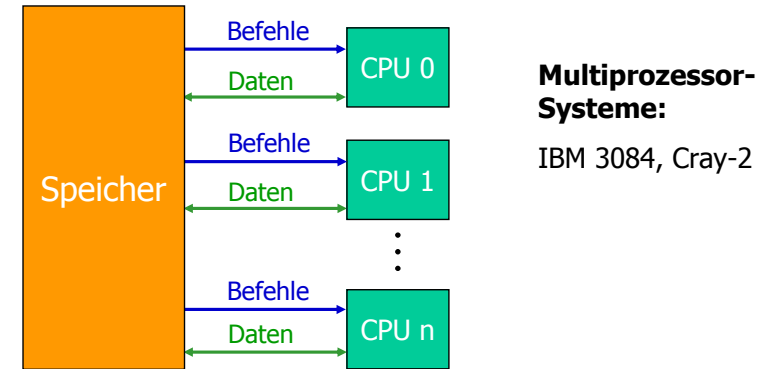 Befehle
CPU 0
Daten
Multiprozessor-
Systeme:
IBM 3084, Cray-2
Speicher
Befehle
CPU 1
Daten
Befehle
CPU n
Daten